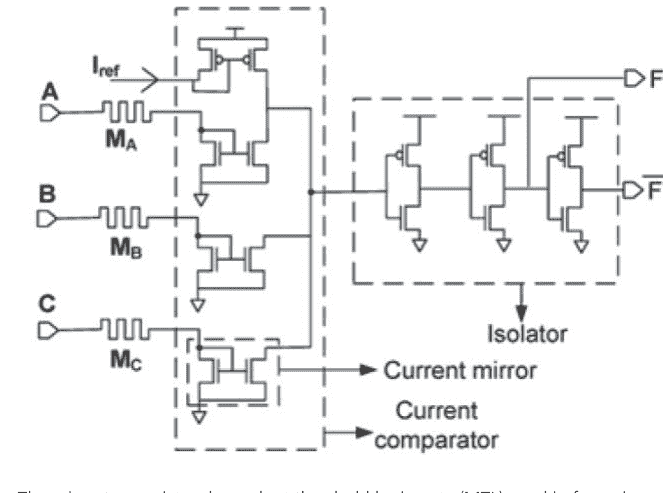 I_ref
A
M_A
B
M_B
C
M_C
F
F̅
Isolator
Current mirror
Current
comparator